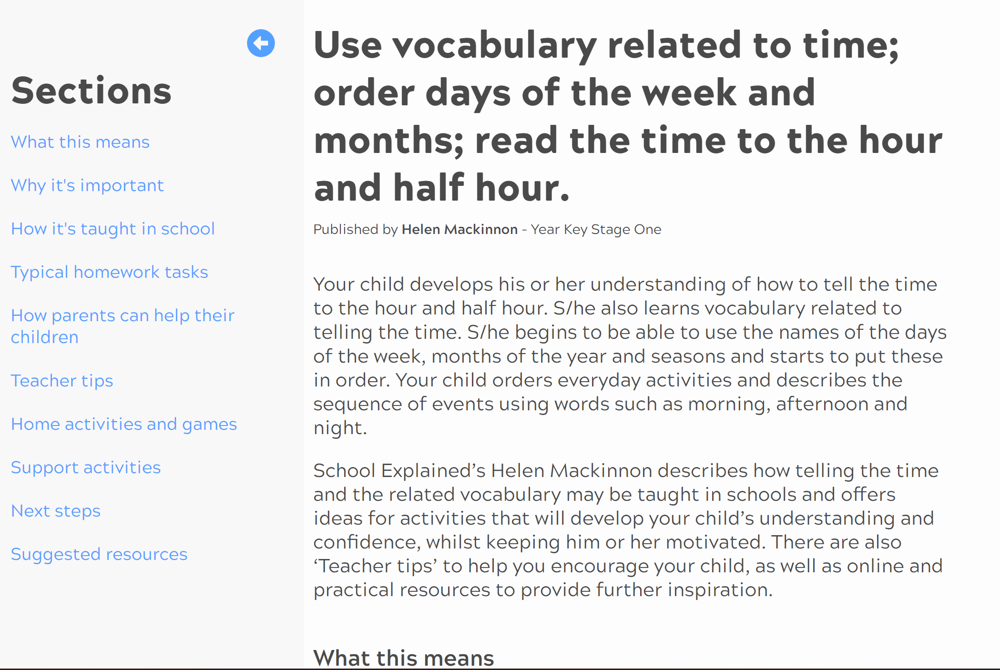 Sections
What this means
Why it's important
How it's taught in school
Typical homework tasks
How parents can help their
children
Teacher tips
Home activities and games
Support activities
Next steps
Suggested resources
Use vocabulary related to time;
order days of the week and
months; read the time to the hour
and half hour.
Published by Helen Mackinnon - Year Key Stage One
Your child develops his or her understanding of how to tell the time
to the hour and half hour. S/he also learns vocabulary related to
telling the time. S/he begins to be able to use the names of the days
of the week, months of the year and seasons and starts to put these
in order. Your child orders everyday activities and describes the
sequence of events using words such as morning, afternoon and
night.
School Explained’s Helen Mackinnon describes how telling the time
and the related vocabulary may be taught in schools and offers
ideas for activities that will develop your child’s understanding and
confidence, whilst keeping him or her motivated. There are also
‘Teacher tips’ to help you encourage your child, as well as online and
practical resources to provide further inspiration.
What this means